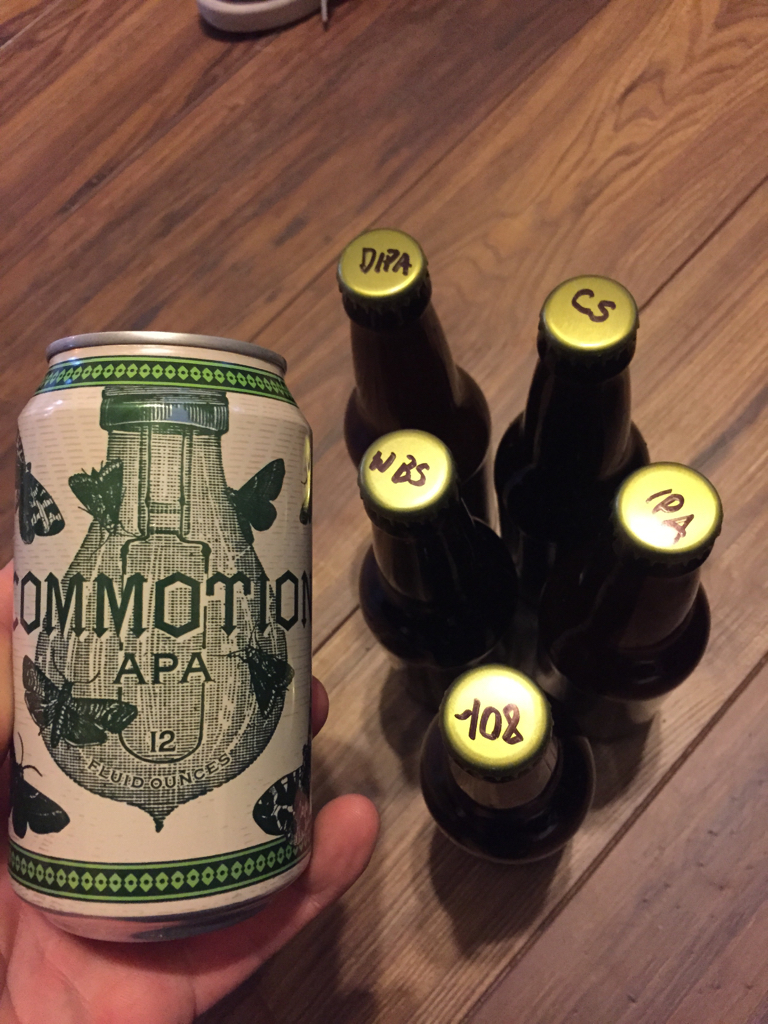 COMMOTION
APA
12
FLUID OUNCES
DIPA
CS
WBS
IPA
108